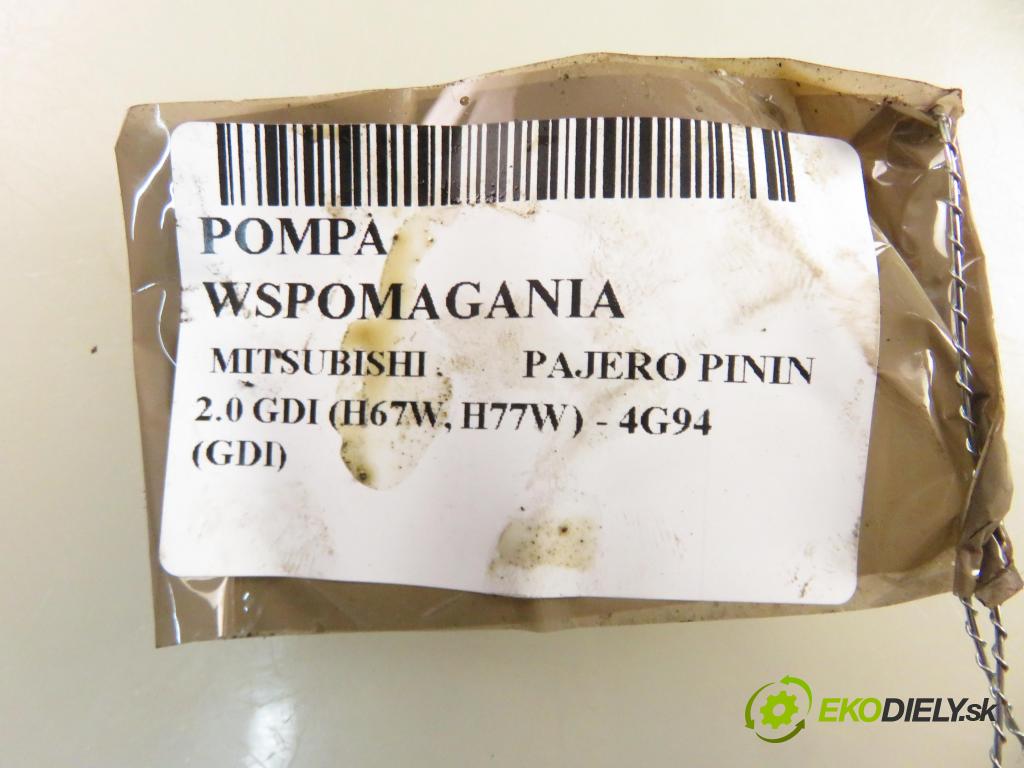 POMPA
WSPOMAGANIA
MITSUBISHI PAJERO PININ
2.0 GDI (H67W, H77W) - 4G94
(GDI)
EKODIELY.sk